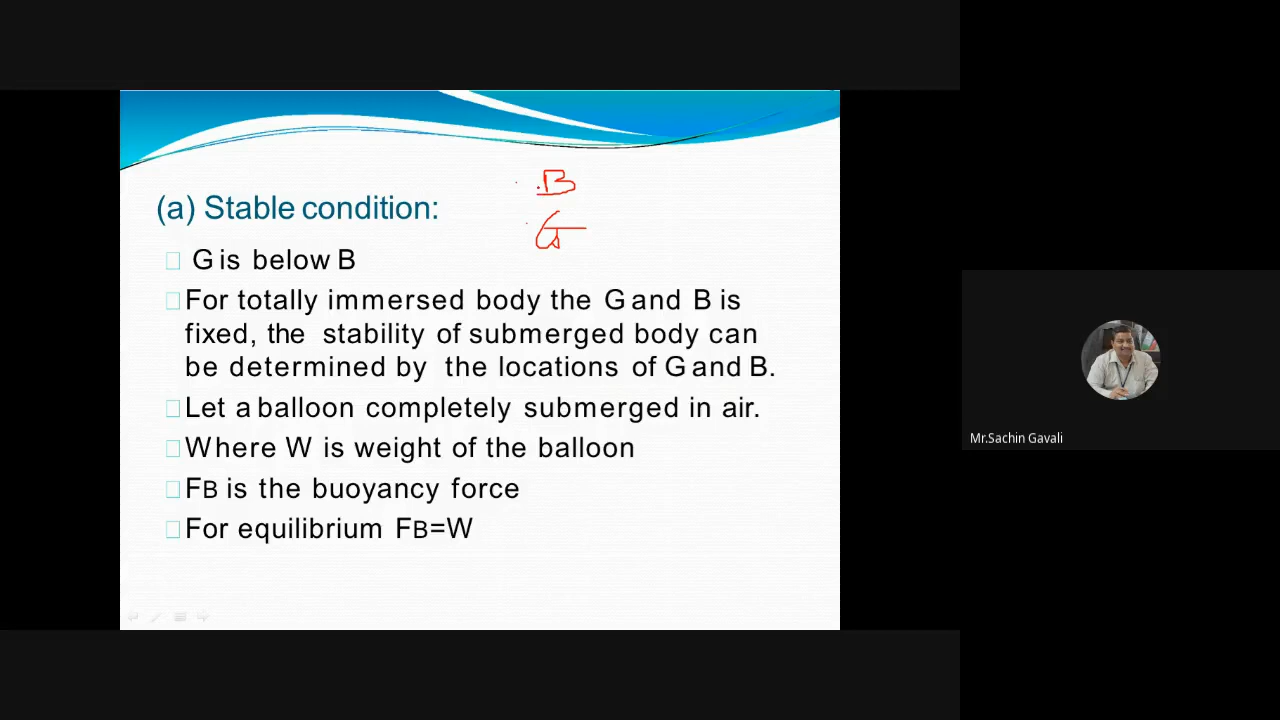 B
(a) Stable condition:
G
G is below B
For totally immersed body the G and B is
fixed, the stability of submerged body can
be determined by the locations of G and B.
Let a balloon completely submerged in air.
Where W is weight of the balloon
FB is the buoyancy force
For equilibrium FB=W
Mr.Sachin Gavali